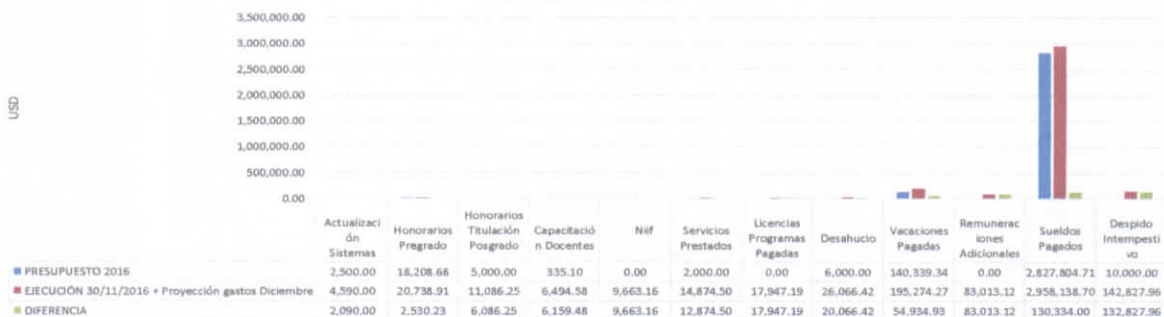 3,500,000.00
3,000,000.00
2,500,000.00
2,000,000.00
1,500,000.00
1,000,000.00
500,000.00
0.00
USD
Actualizaci
ón
Sistemas
Honorarios
Pregrado
Honorarios
Titulación
Posgrado
Capacitació
n Docentes
Niif
Servicios
Prestados
Licencias
Programas
Pagadas
Desahucio
Vacaciones
Pagadas
Remunerac
iones
Adicionales
Sueldos
Pagados
Despido
Intempesti
vo
PRESUPUESTO 2016 2,500.00 18,208.68 5,000.00 335.10 0.00 2,000.00 0.00 6,000.00 140,339.34 0.00 2,827,804.71 10,000.00
EJECUCIÓN 30/11/2016 + Proyección gastos Diciembre 4,590.00 20,738.91 11,086.25 6,494.58 9,663.16 14,874.50 17,947.19 26,066.42 195,274.27 83,013.12 2,958,138.70 142,827.96
DIFERENCIA 2,090.00 2,530.23 6,086.25 6,159.48 9,663.16 12,874.50 17,947.19 20,066.42 54,934.93 83,013.12 130,334.00 132,827.96